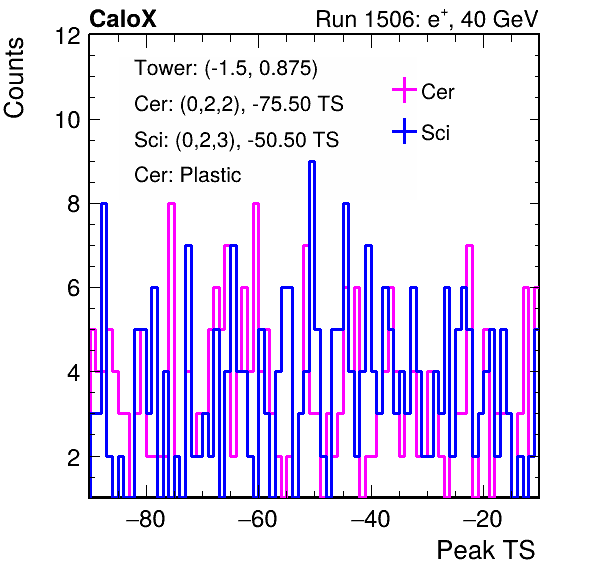 CaloX Run 1506: e⁺, 40 GeV
Counts
12
10
8
6
4
2
Tower: (-1.5, 0.875)
Cer: (0,2,2), -75.50 TS
Sci: (0,2,3), -50.50 TS
Cer: Plastic
Cer
Sci
−80 −60 −40 −20
Peak TS